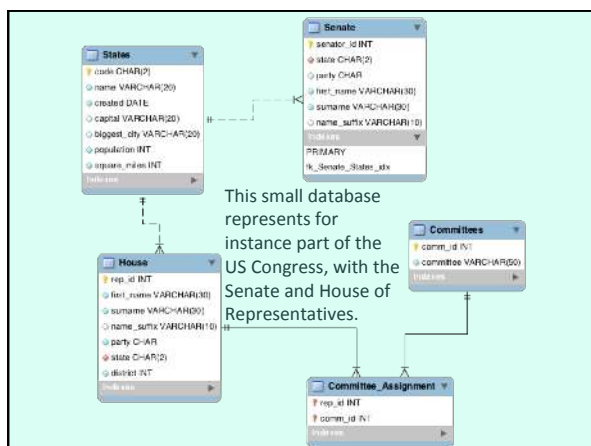 States
code CHAR(2)
name VARCHAR(20)
created DATE
capital VARCHAR(20)
biggest_city VARCHAR(20)
population INT
square_miles INT
Indexes
Senate
senator_id INT
state CHAR(2)
party CHAR
first_name VARCHAR(30)
surname VARCHAR(30)
name_suffix VARCHAR(10)
Indexes
PRIMARY
fk_Senate_States_idx
This small database
represents for
instance part of the
US Congress, with the
Senate and House of
Representatives.
House
rep_id INT
first_name VARCHAR(30)
surname VARCHAR(30)
name_suffix VARCHAR(10)
party CHAR
state CHAR(2)
district INT
Indexes
Committees
comm_id INT
committee VARCHAR(50)
Indexes
Committee_Assignment
rep_id INT
comm_id INT